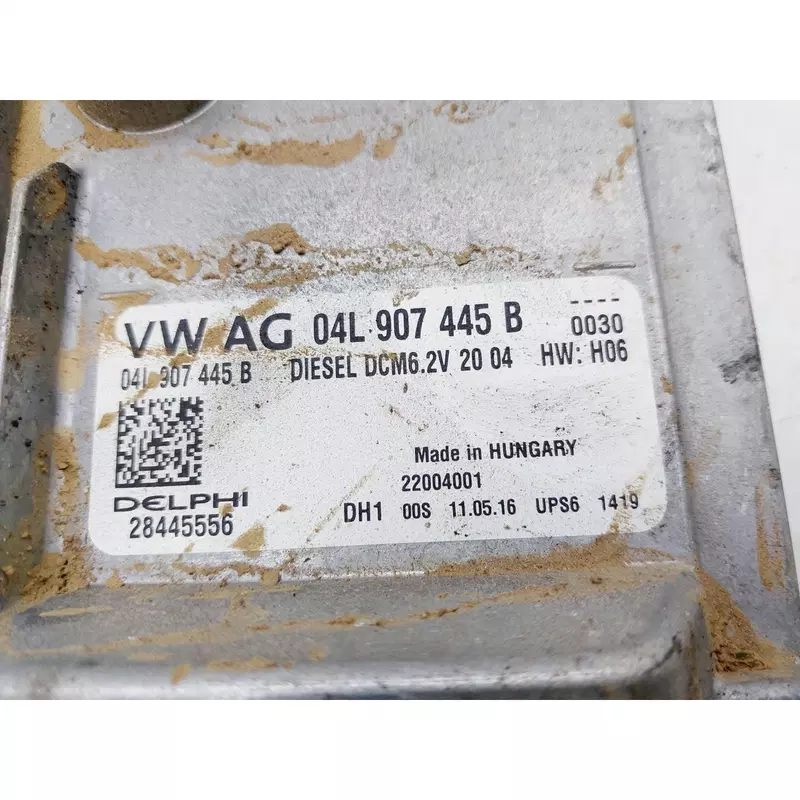 VW AG 04L 907 445 B ----
0030
04L 907 445 B DIESEL DCM6.2V 20 04 HW: H06
Made in HUNGARY
22004001
DELPHI
28445556
DH1 00S 11.05.16 UPS6 1419